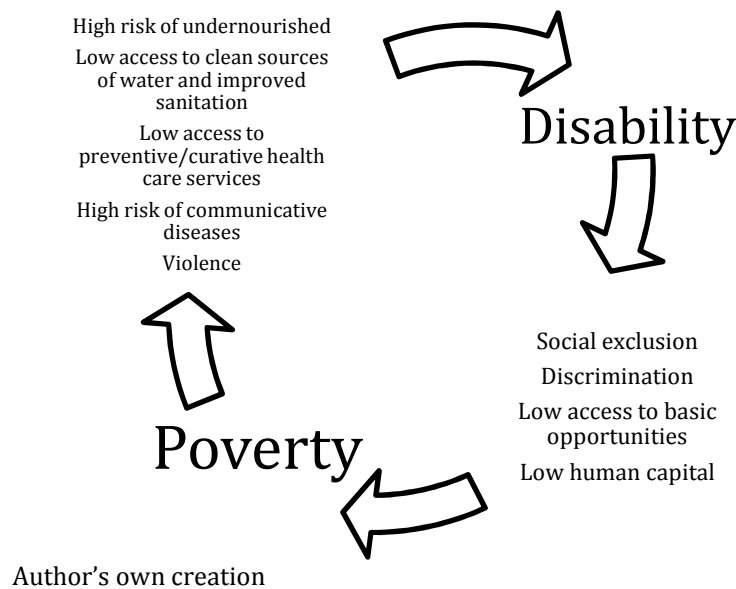 High risk of undernourished
Low access to clean sources
of water and improved
sanitation
Low access to
preventive/curative health
care services
High risk of communicative
diseases
Violence
Disability
Social exclusion
Discrimination
Low access to basic
opportunities
Low human capital
Poverty
Author's own creation